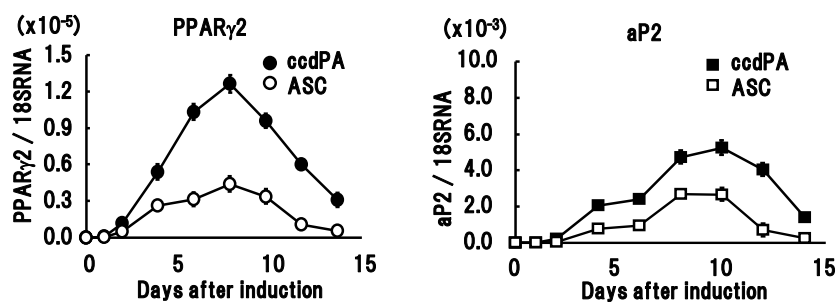 (x10-5)
PPARγ2
ccdPA
ASC
PPARγ2 / 18SRNA
1.5
1.2
0.9
0.6
0.3
0.0
0
5
10
15
Days after induction
(x10-3)
aP2
ccdPA
ASC
aP2 / 18SRNA
10.0
8.0
6.0
4.0
2.0
0.0
0
5
10
15
Days after induction